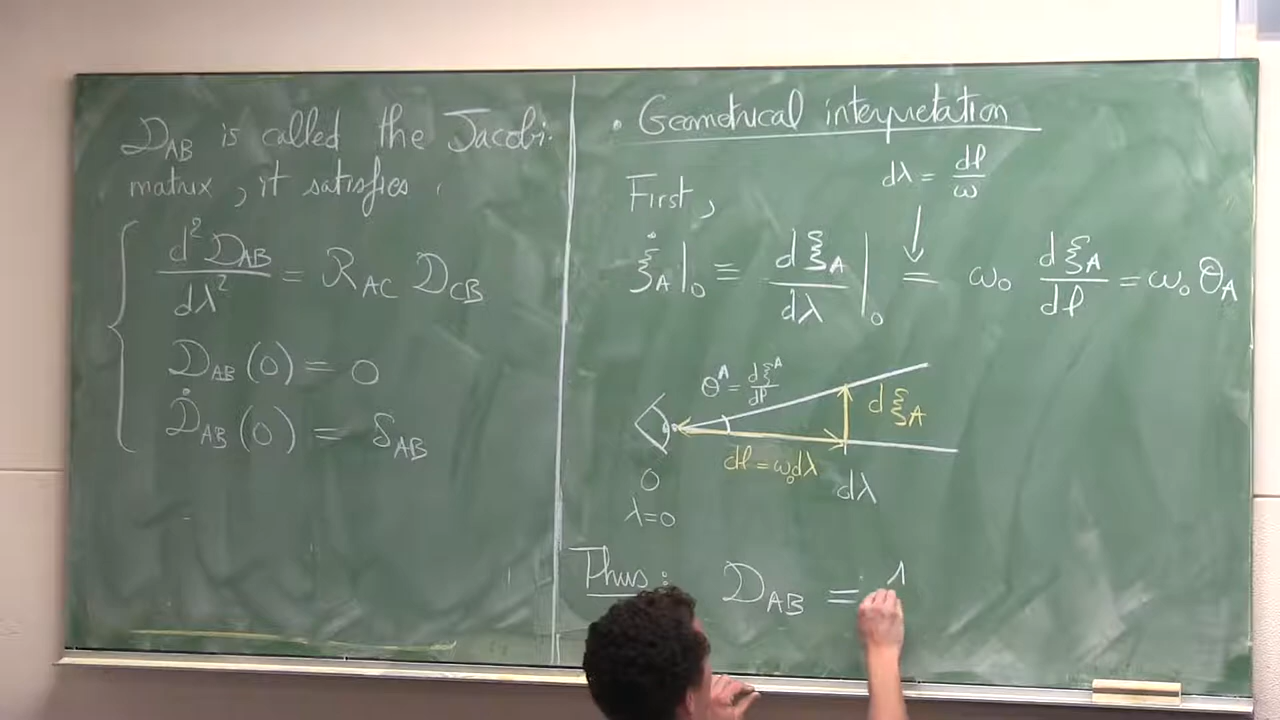 𝒟_AB is called the Jacobi
matrix, it satisfies
d²𝒟_AB/dλ² = ℛ_AC 𝒟_CB
𝒟_AB(0) = 0
𝒟̇_AB(0) = δ_AB
• Geometrical interpretation
dλ = dℓ/ω
First,
ξ̇_A|₀ ≡ dξ_A/dλ|₀ = ω₀ dξ_A/dℓ = ω₀ θ_A
θ^A = dξ^A/dℓ
dξ_A
dℓ = ω₀dλ
0
dλ
λ=0
Thus: 𝒟_AB = 1